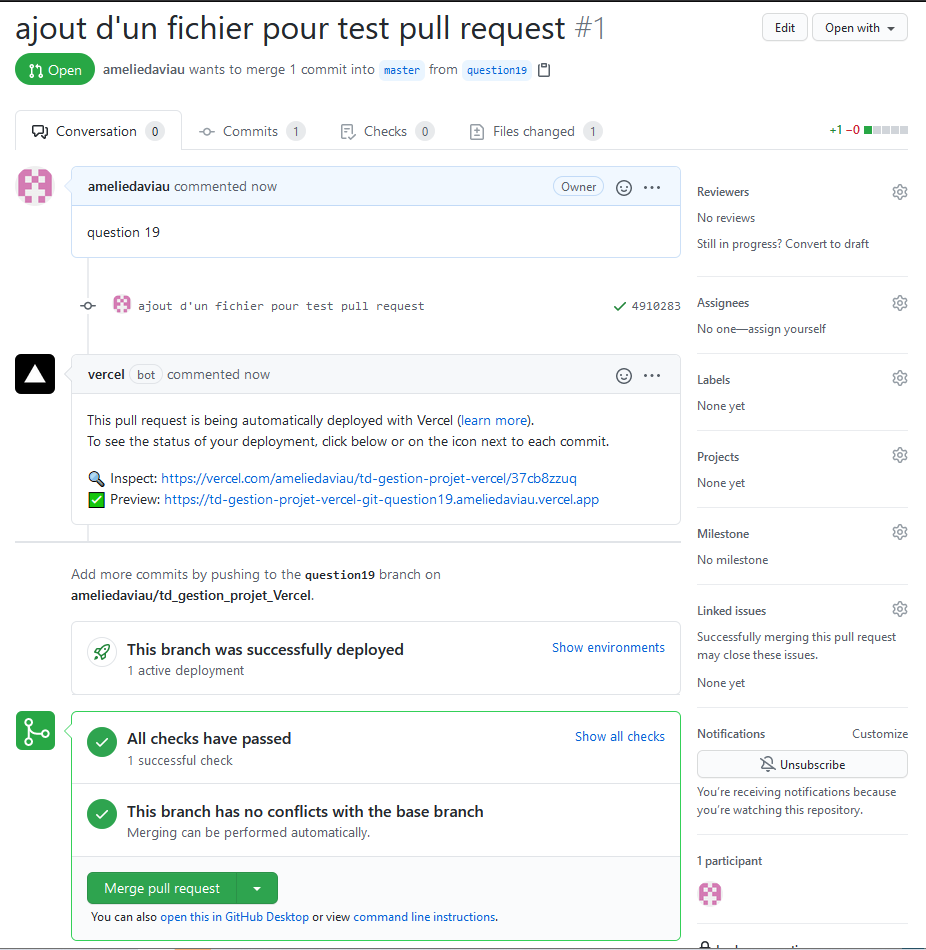 ajout d'un fichier pour test pull request #1
Edit
Open with
Open
ameliedaviau wants to merge 1 commit into master from question19
Conversation 0
Commits 1
Checks 0
Files changed 1
+1 −0
ameliedaviau commented now
Owner
question 19
ajout d'un fichier pour test pull request
4910283
vercel bot commented now
This pull request is being automatically deployed with Vercel (learn more).
To see the status of your deployment, click below or on the icon next to each commit.
Inspect: https://vercel.com/ameliedaviau/td-gestion-projet-vercel/37cb8zzuq
Preview: https://td-gestion-projet-vercel-git-question19.ameliedaviau.vercel.app
Add more commits by pushing to the question19 branch on
ameliedaviau/td_gestion_projet_Vercel.
This branch was successfully deployed
1 active deployment
Show environments
All checks have passed
1 successful check
Show all checks
This branch has no conflicts with the base branch
Merging can be performed automatically.
Merge pull request
You can also open this in GitHub Desktop or view command line instructions.
Reviewers
No reviews
Still in progress? Convert to draft
Assignees
No one—assign yourself
Labels
None yet
Projects
None yet
Milestone
No milestone
Linked issues
Successfully merging this pull request
may close these issues.
None yet
Notifications
Customize
Unsubscribe
You're receiving notifications because
you're watching this repository.
1 participant